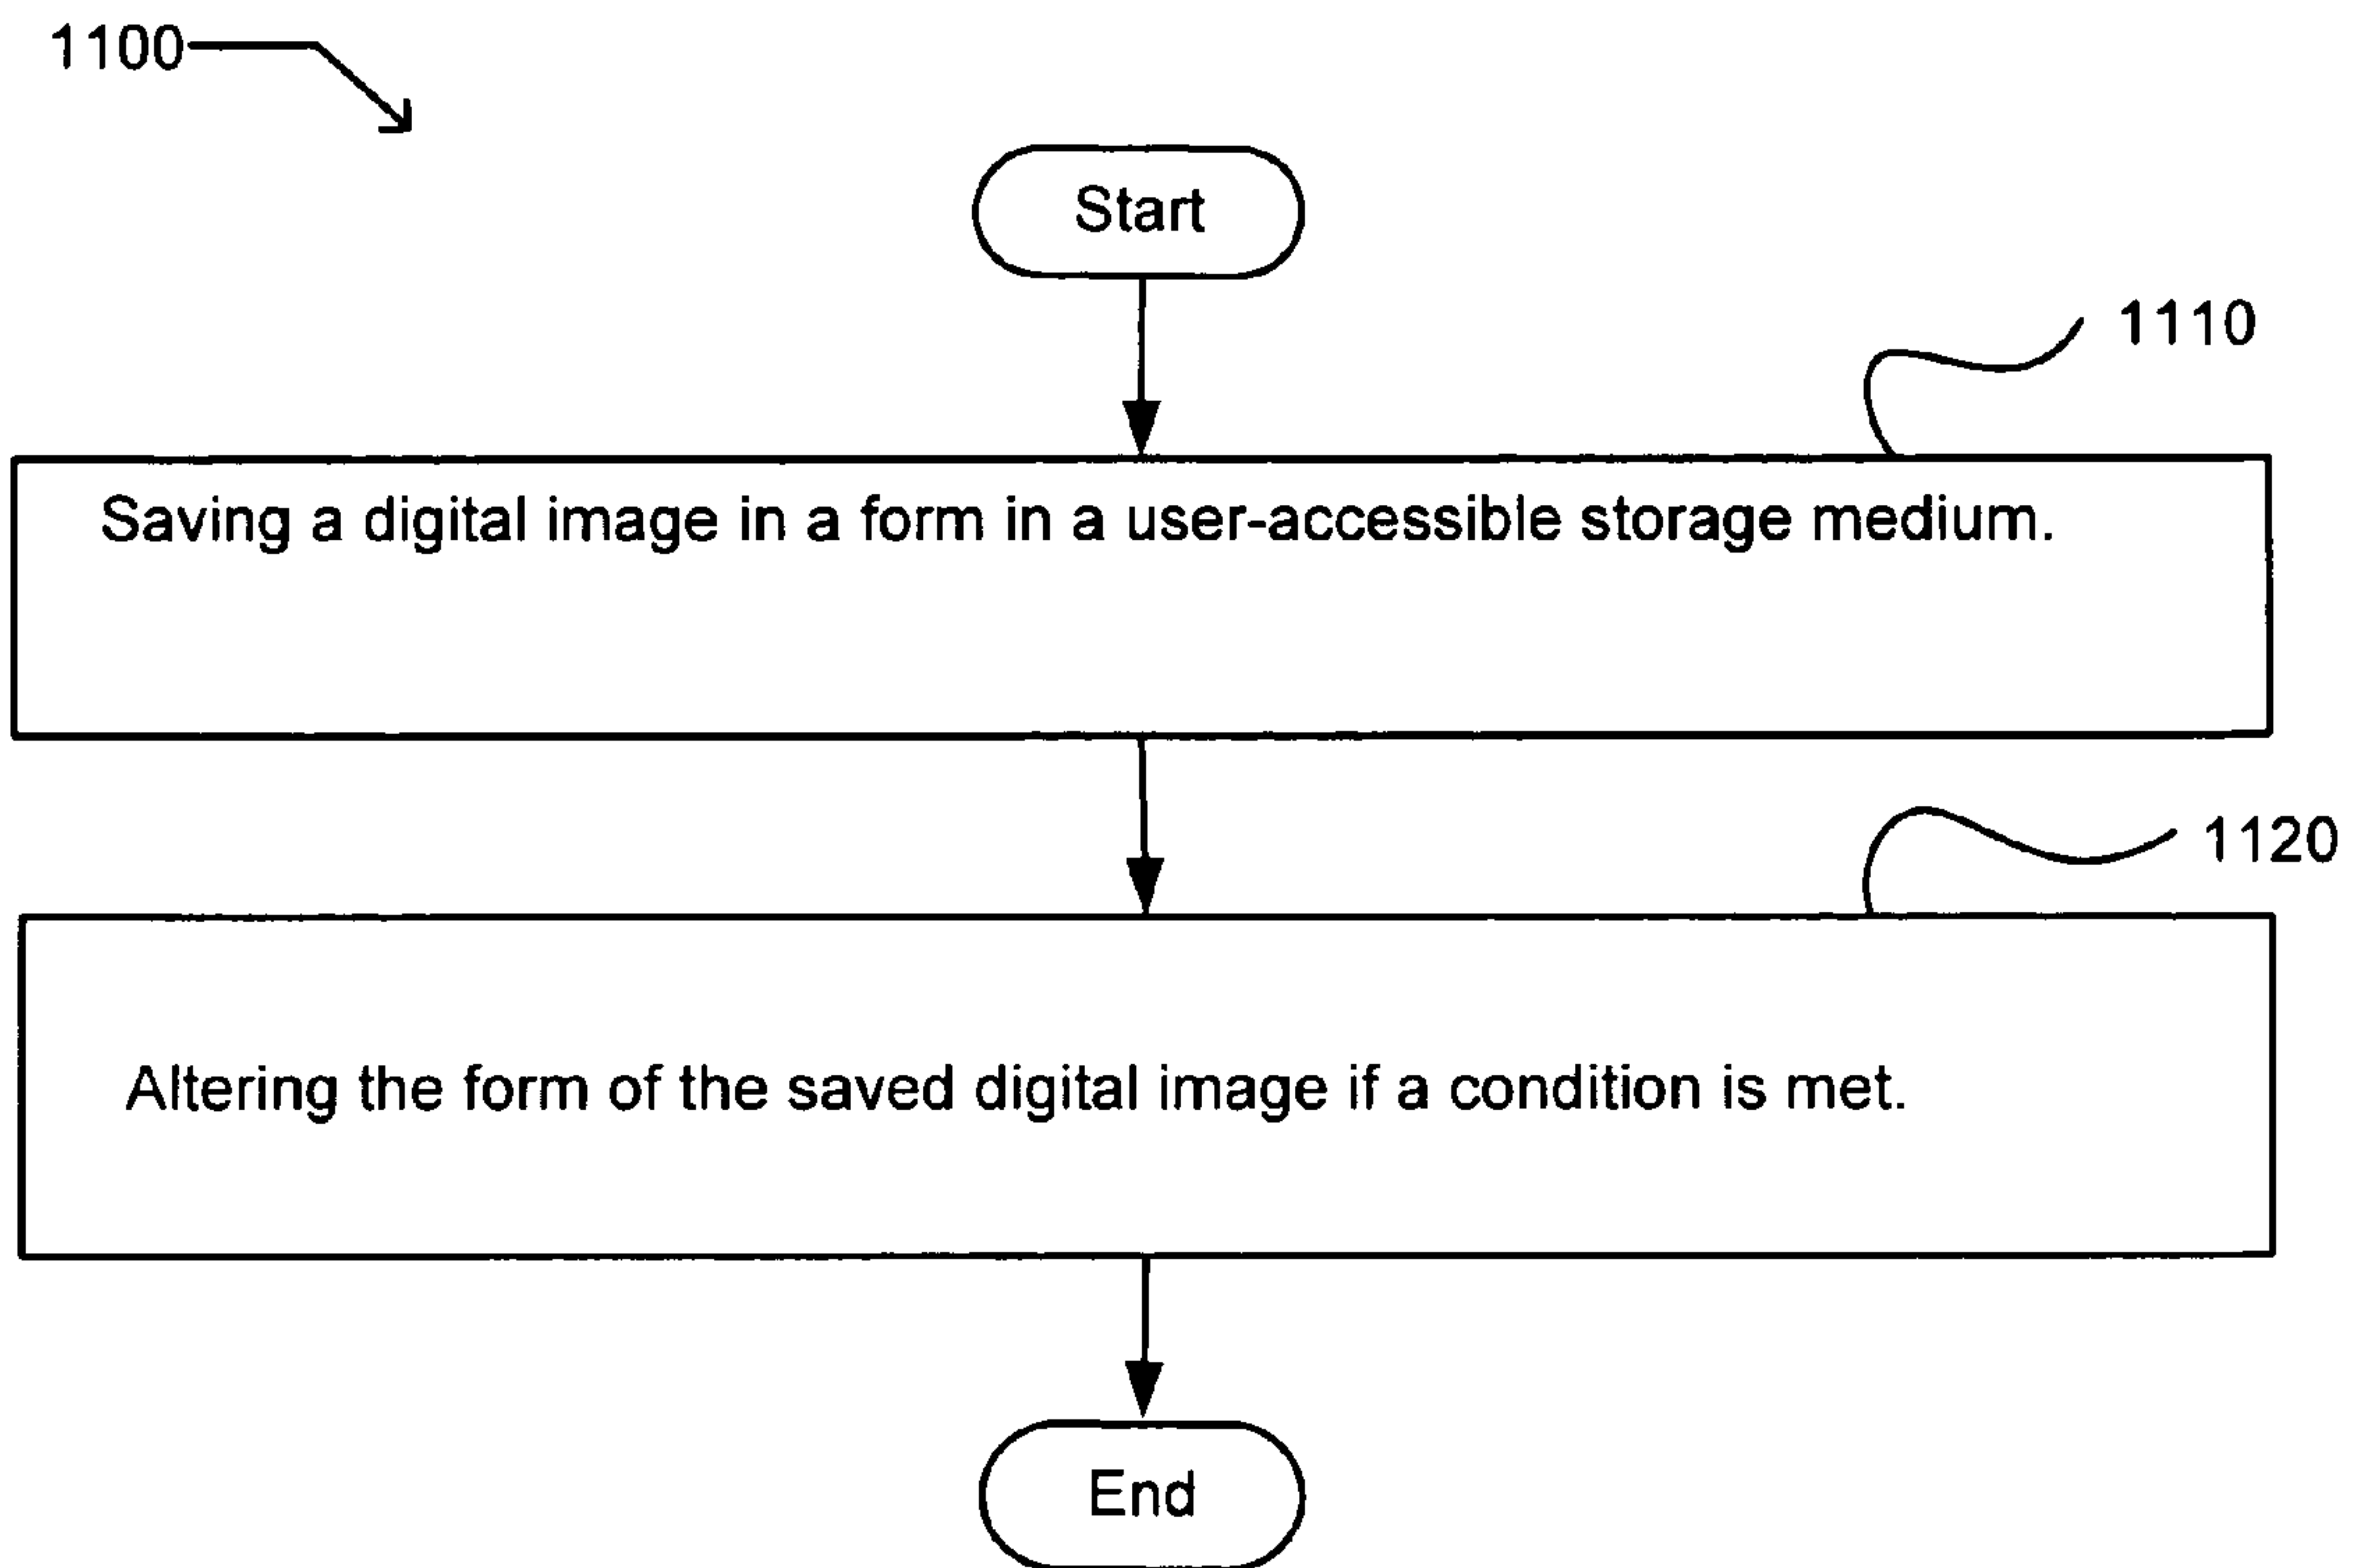 1100
Start
1110
Saving a digital image in a form in a user-accessible storage medium.
1120
Altering the form of the saved digital image if a condition is met.
End